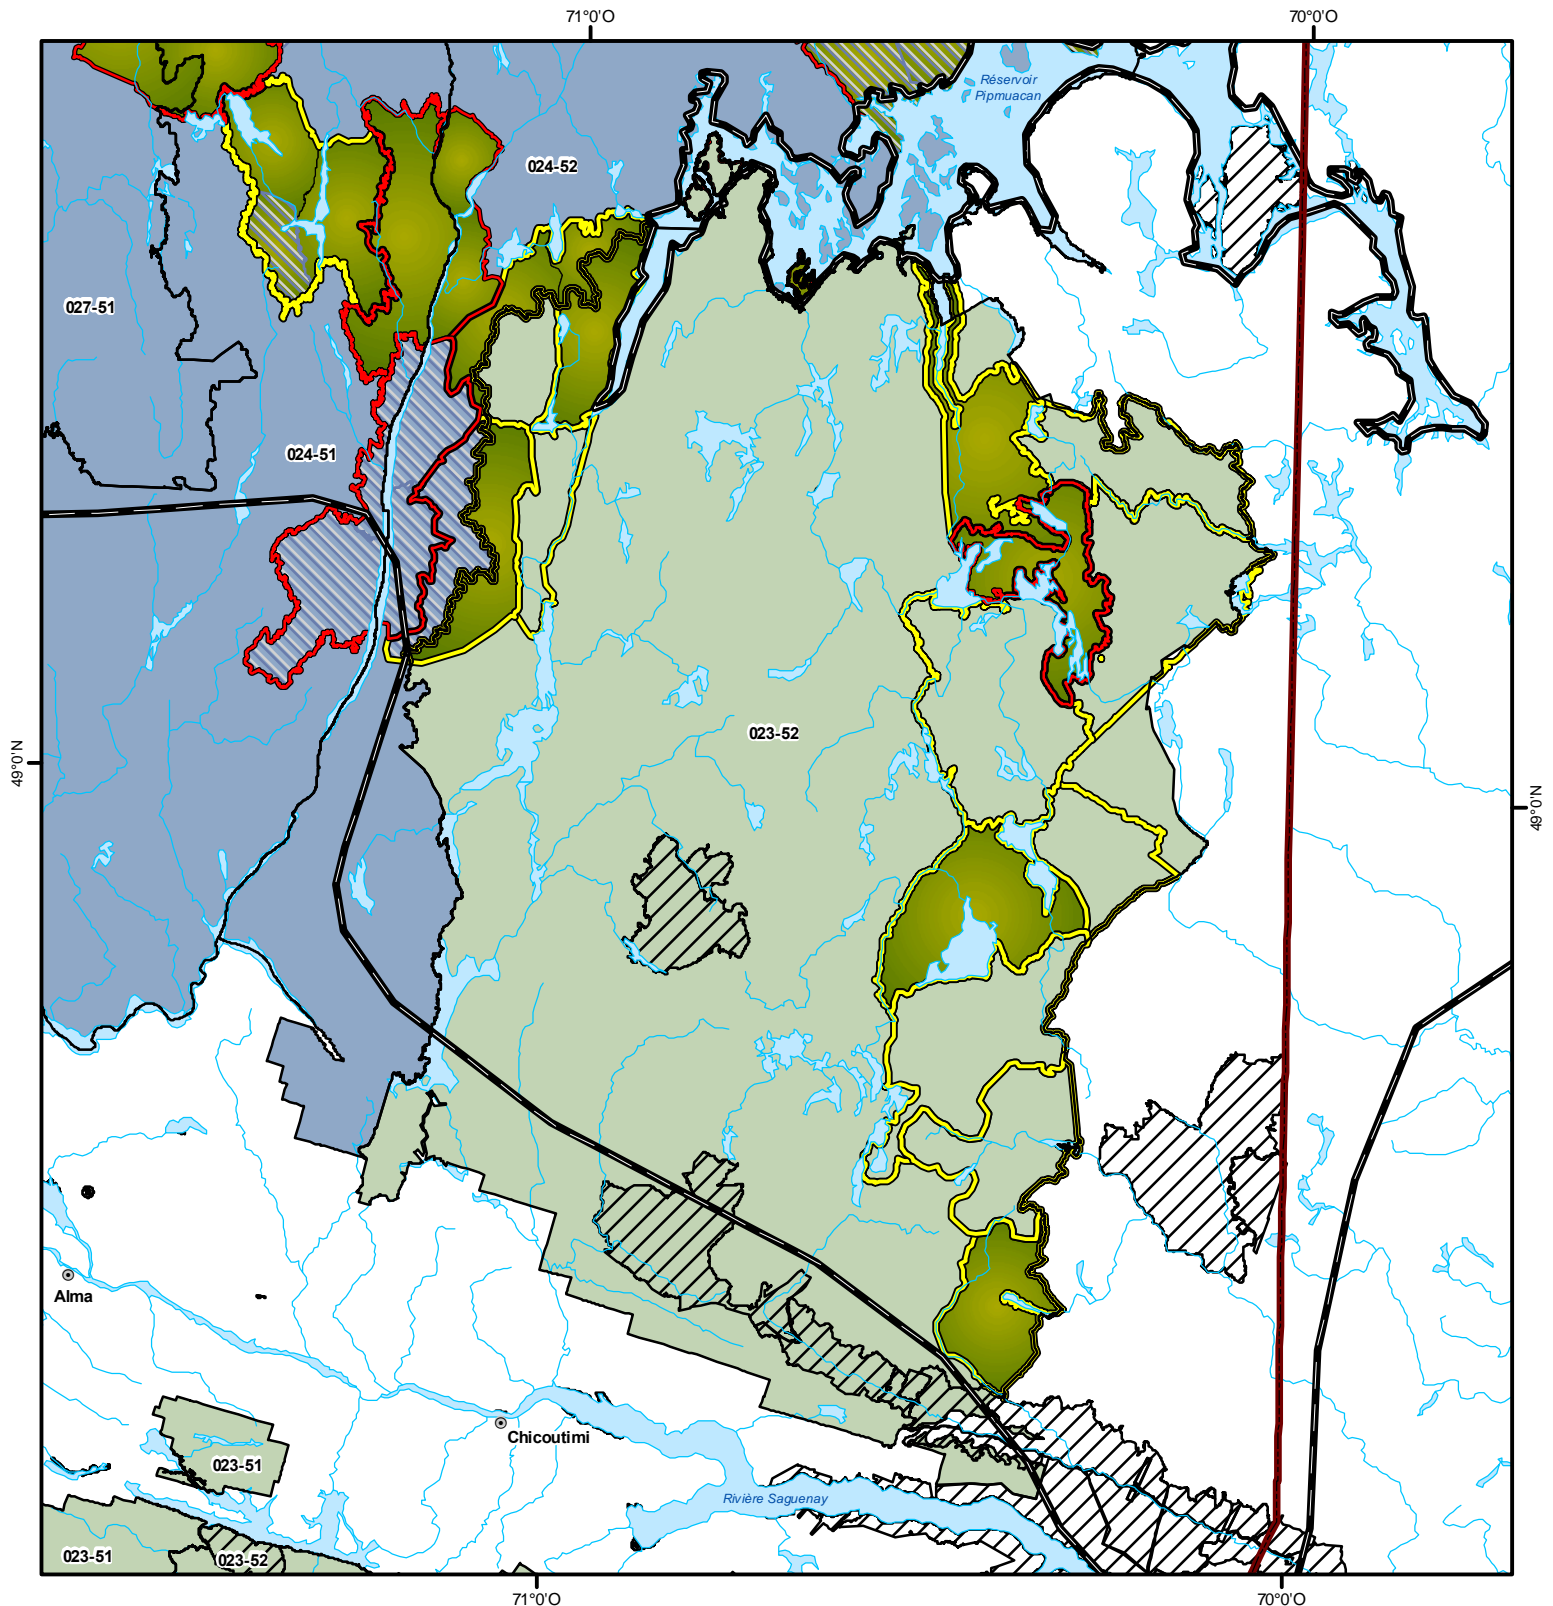 71°0'O
70°0'O
Réservoir
Pipmuacan
024-52
027-51
024-51
023-52
49°0'N
49°0'N
Alma
Chicoutimi
023-51
Rivière Saguenay
023-51
023-52
71°0'O
70°0'O